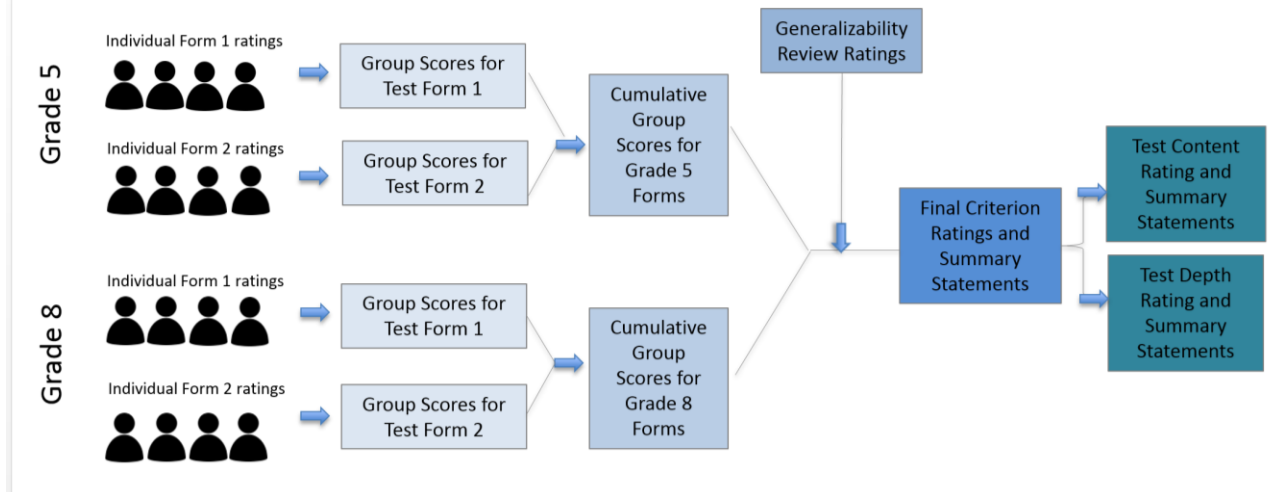 Grade 5
Individual Form 1 ratings
Group Scores for
Test Form 1
Individual Form 2 ratings
Group Scores for
Test Form 2
Cumulative
Group
Scores for
Grade 5
Forms
Grade 8
Individual Form 1 ratings
Group Scores for
Test Form 1
Individual Form 2 ratings
Group Scores for
Test Form 2
Cumulative
Group
Scores for
Grade 8
Forms
Generalizability
Review Ratings
Final Criterion
Ratings and
Summary
Statements
Test Content
Rating and
Summary
Statements
Test Depth
Rating and
Summary
Statements